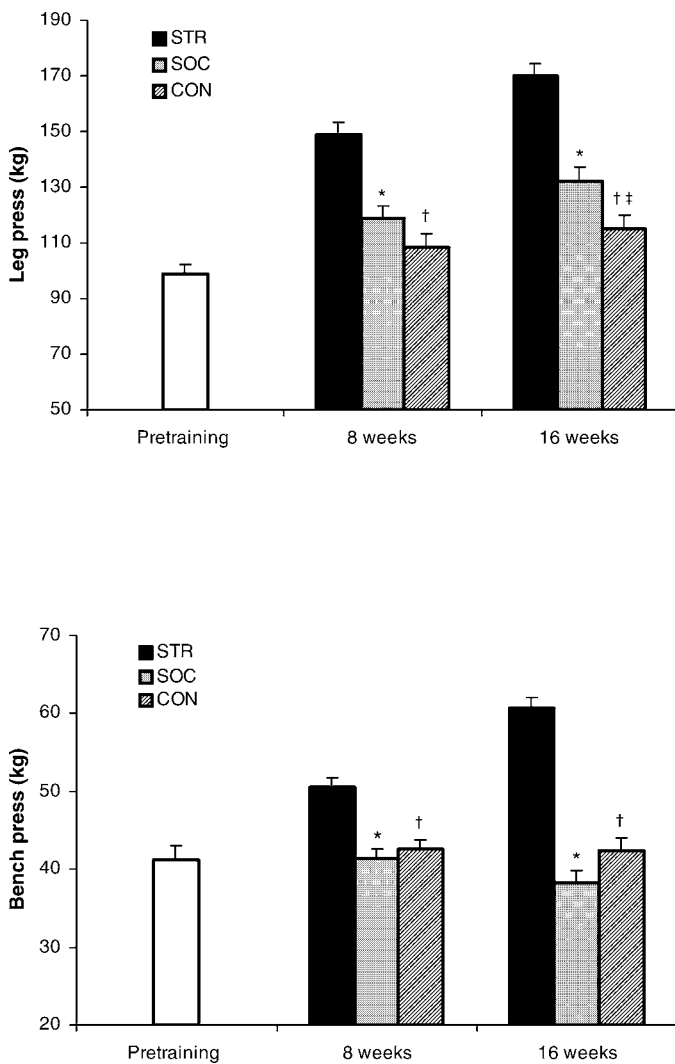 190
170
150
130
110
90
70
50
Leg press (kg)
STR
SOC
CON
*
†
*
† ‡
Pretraining 8 weeks 16 weeks
70
60
50
40
30
20
Bench press (kg)
STR
SOC
CON
*
†
*
†
Pretraining 8 weeks 16 weeks